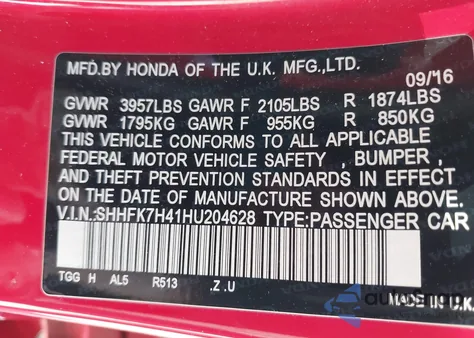 MFD.BY HONDA OF THE U.K. MFG.,LTD.
09/16
GVWR 3957LBS GAWR F 2105LBS R 1874LBS
GVWR 1795KG GAWR F 955KG R 850KG
THIS VEHICLE CONFORMS TO ALL APPLICABLE
FEDERAL MOTOR VEHICLE SAFETY , BUMPER ,
AND THEFT PREVENTION STANDARDS IN EFFECT
ON THE DATE OF MANUFACTURE SHOWN ABOVE.
V.I.N:SHHFK7H41HU204628 TYPE:PASSENGER CAR
TGG H AL5 R513 .Z .U
MADE IN U.K.